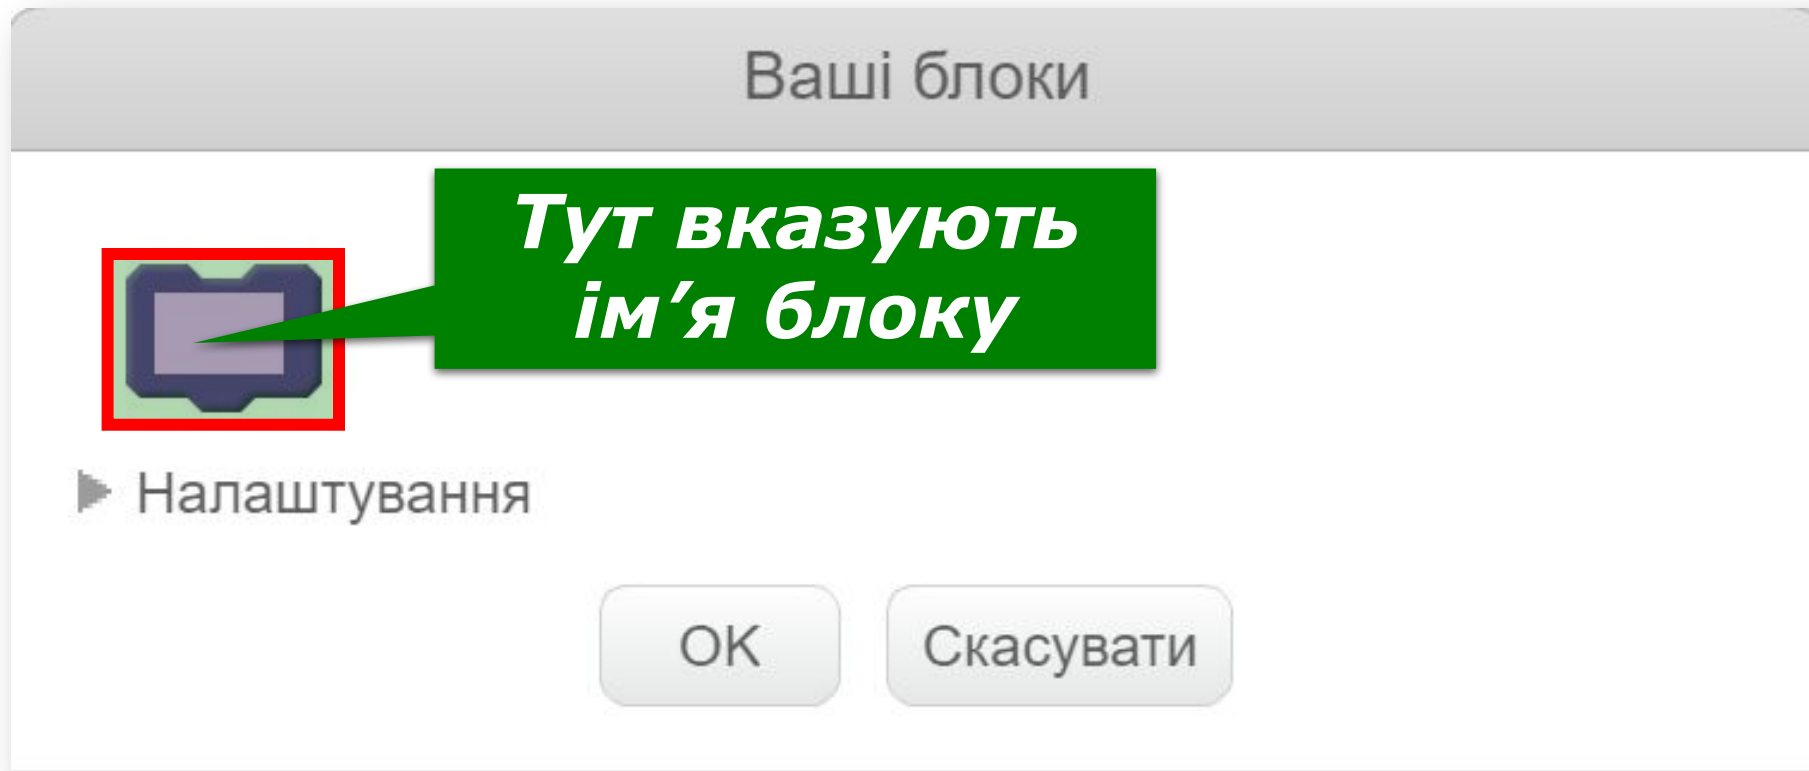 Ваші блоки
Тут вказують
ім’я блоку
Налаштування
OK
Скасувати